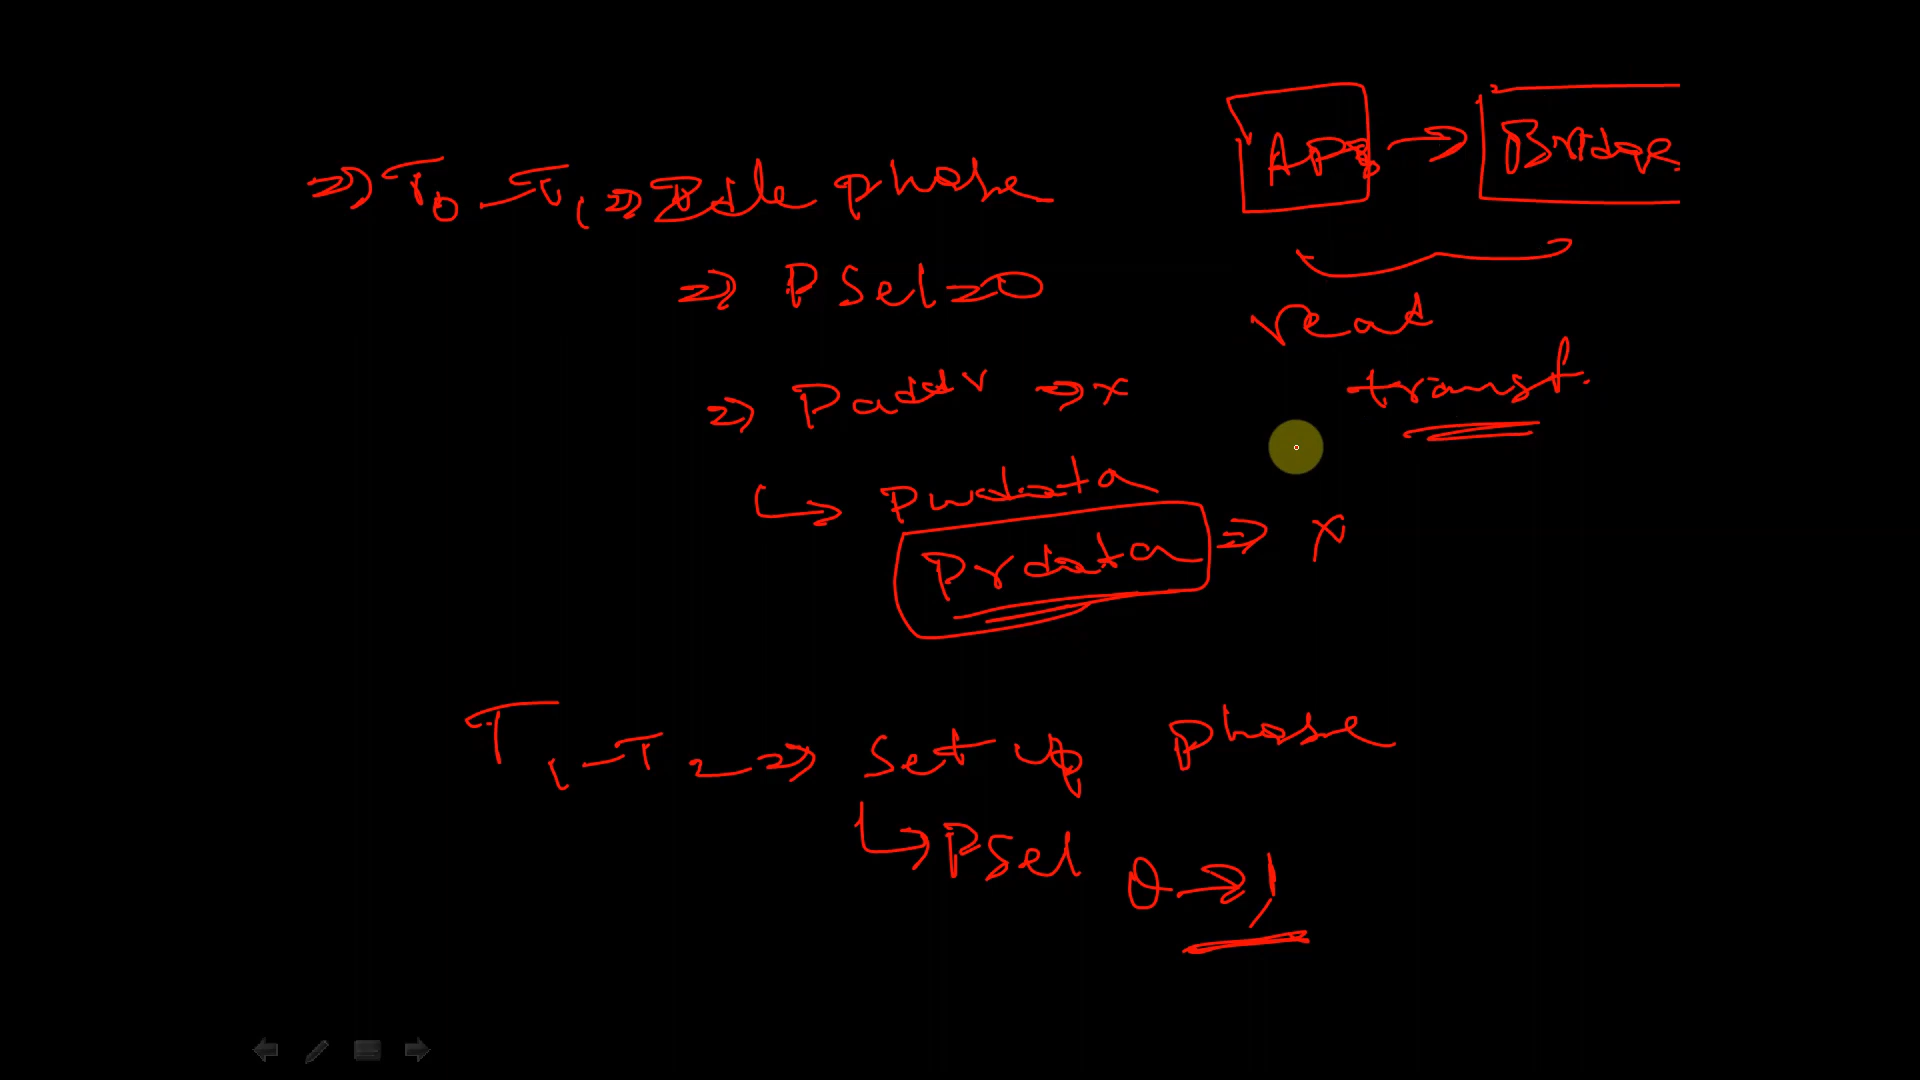 ⇒ T0 - T1 ⇒ Idle phase
⇒ PSel = 0
⇒ Paddr ⇒ x
↳ Pwdata
Prdata ⇒ x
T1 - T2 ⇒ Set up phase
↳ PSel 0 → 1
APB → Bridge
read
transf.